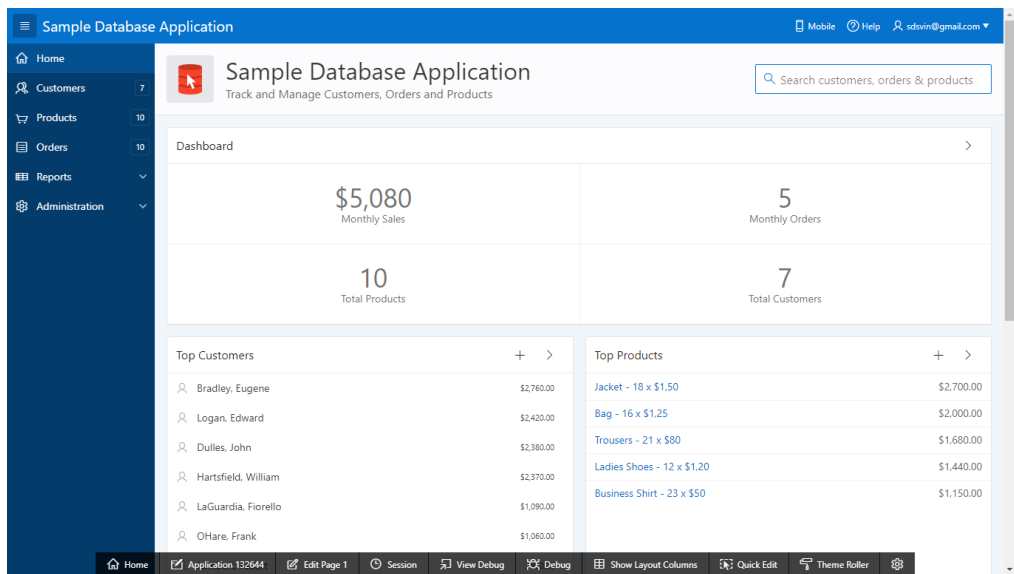 Sample Database Application
Mobile Help sdsvin@gmail.com
Home
Customers 7
Products 10
Orders 10
Reports
Administration
Sample Database Application
Track and Manage Customers, Orders and Products
Search customers, orders & products
Dashboard
$5,080
Monthly Sales
5
Monthly Orders
10
Total Products
7
Total Customers
Top Customers
Bradley, Eugene $2,760.00
Logan, Edward $2,420.00
Dulles, John $2,380.00
Hartsfield, William $2,370.00
LaGuardia, Fiorello $1,090.00
OHare, Frank $1,060.00
Top Products
Jacket - 18 x $1,50 $2,700.00
Bag - 16 x $1,25 $2,000.00
Trousers - 21 x $80 $1,680.00
Ladies Shoes - 12 x $1,20 $1,440.00
Business Shirt - 23 x $50 $1,150.00
Home Application 132644 Edit Page 1 Session View Debug Debug Show Layout Columns Quick Edit Theme Roller